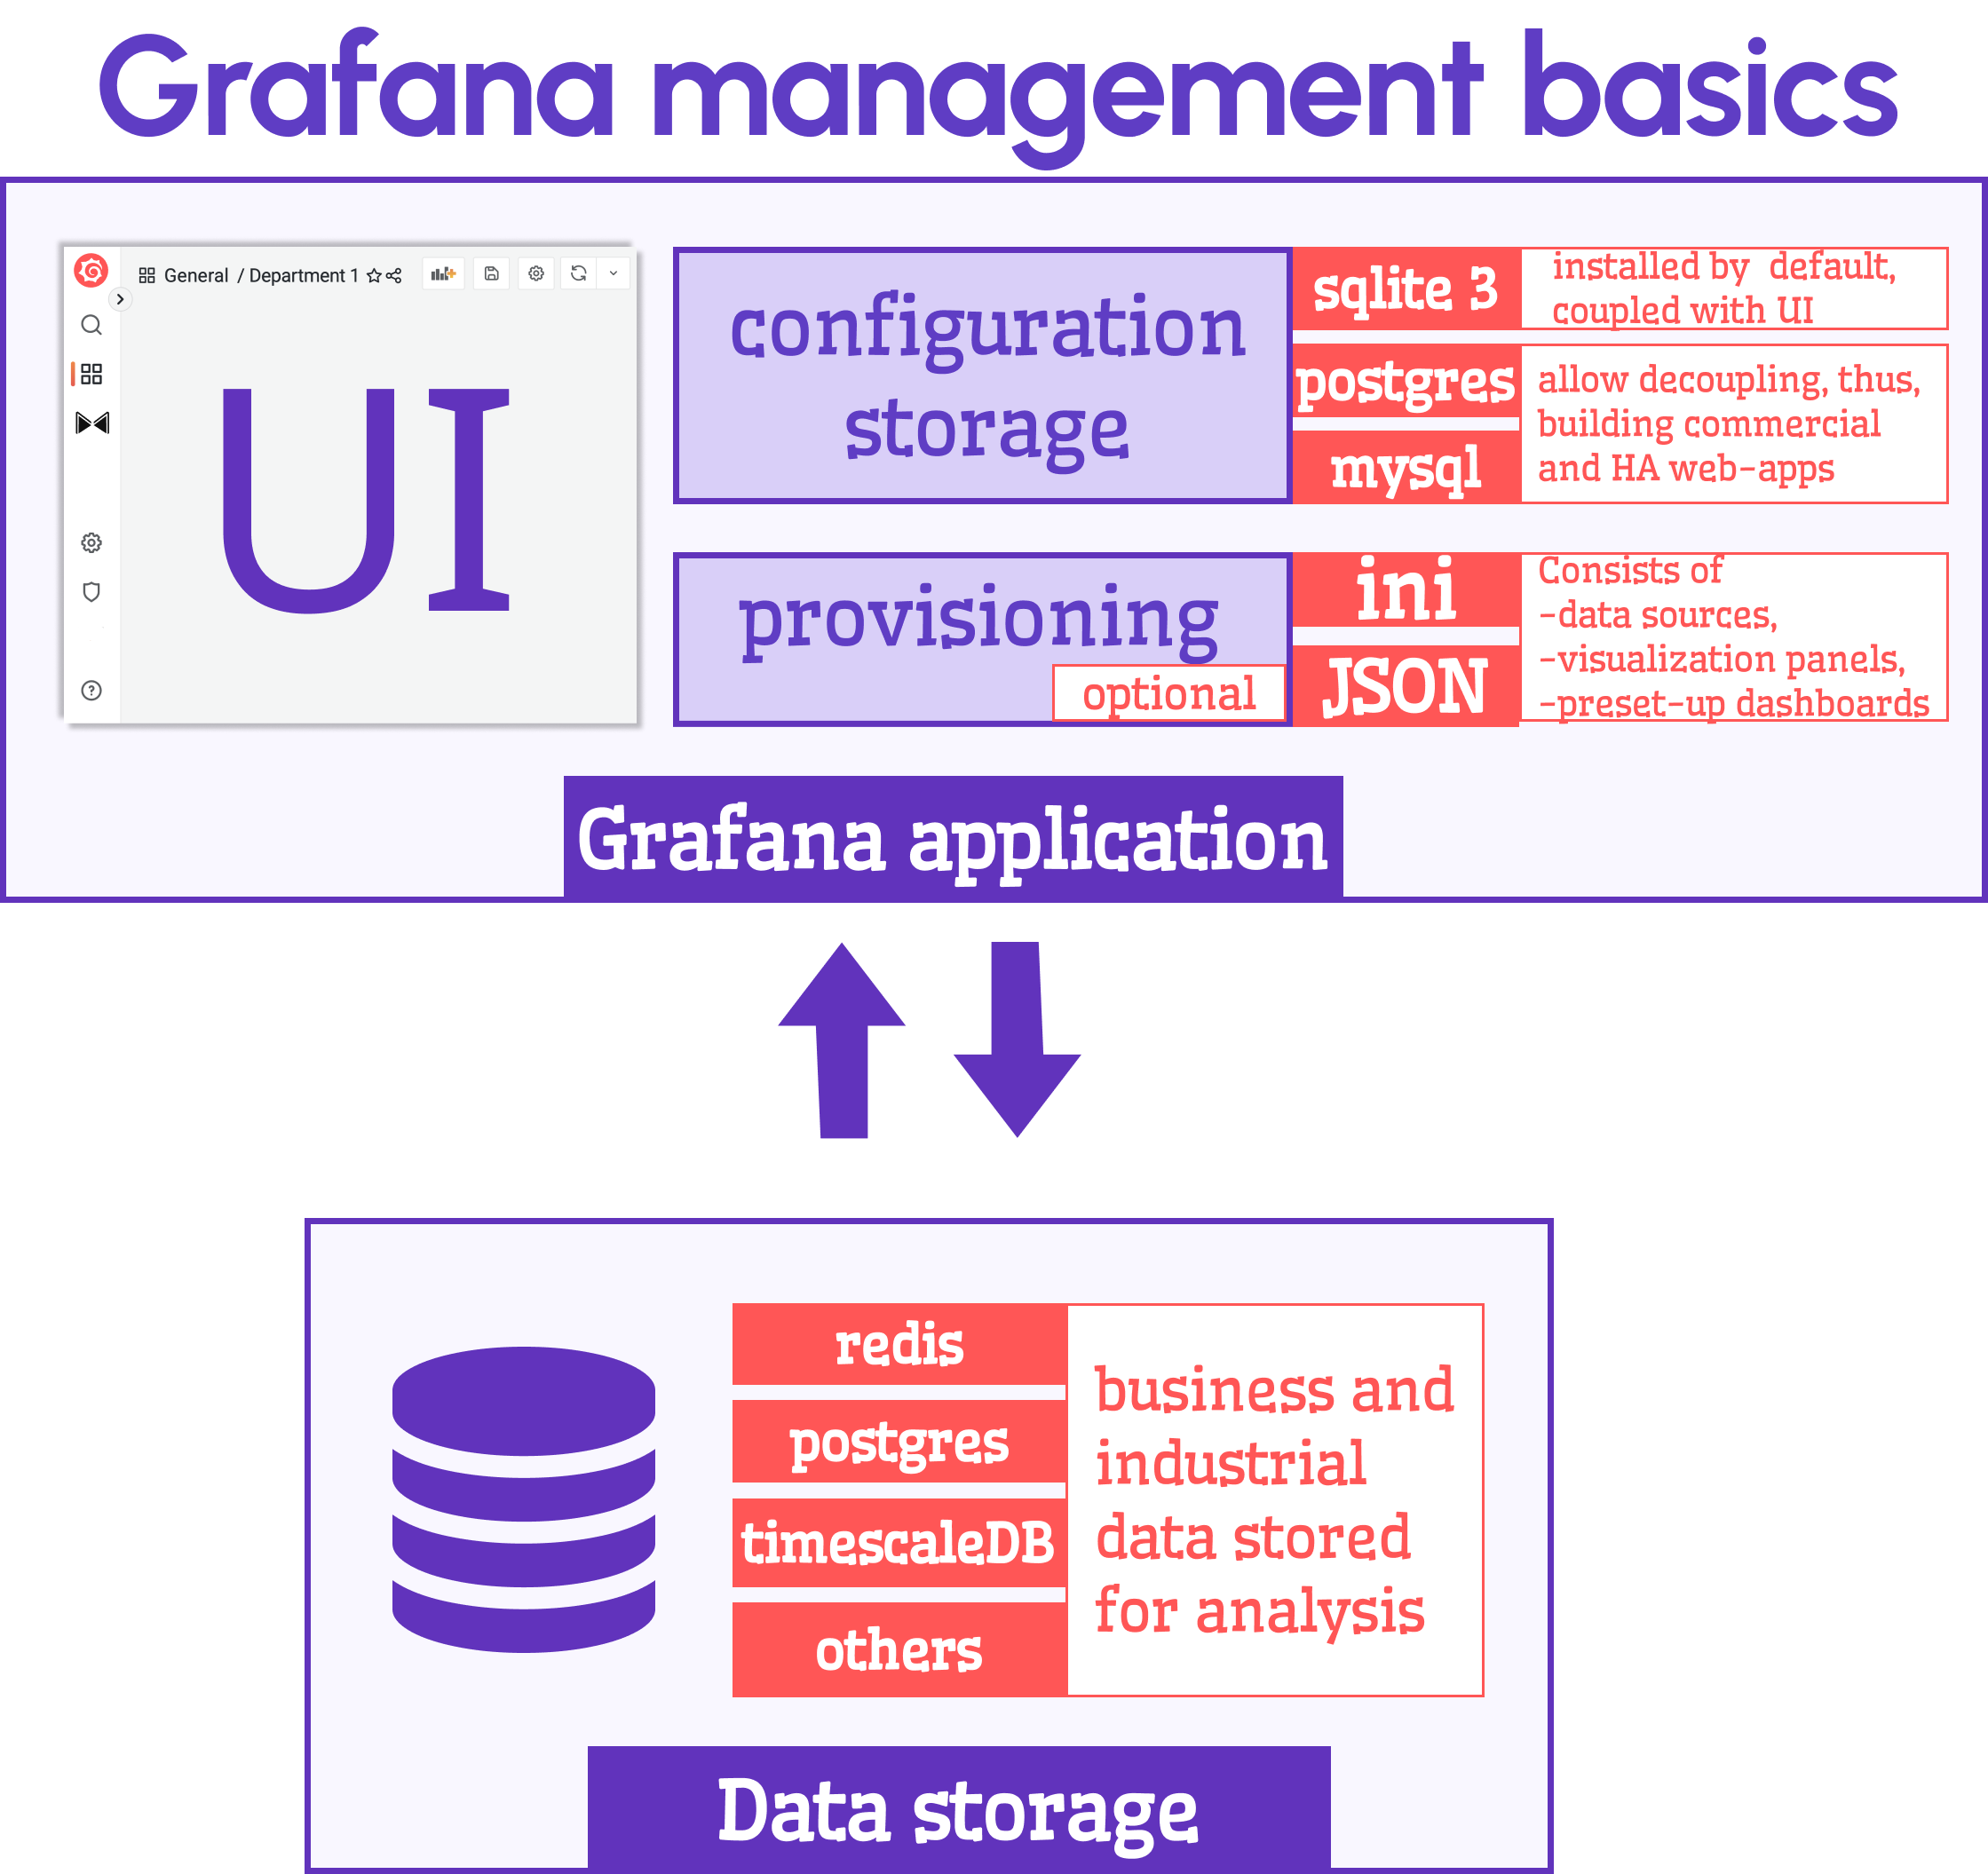 Grafana management basics
General / Department 1
UI
configuration
storage
sqlite 3
installed by default,
coupled with UI
postgres
mysql
allow decoupling, thus,
building commercial
and HA web-apps
provisioning
optional
ini
JSON
Consists of
-data sources,
-visualization panels,
-preset-up dashboards
Grafana application
redis
postgres
timescaleDB
others
business and
industrial
data stored
for analysis
Data storage